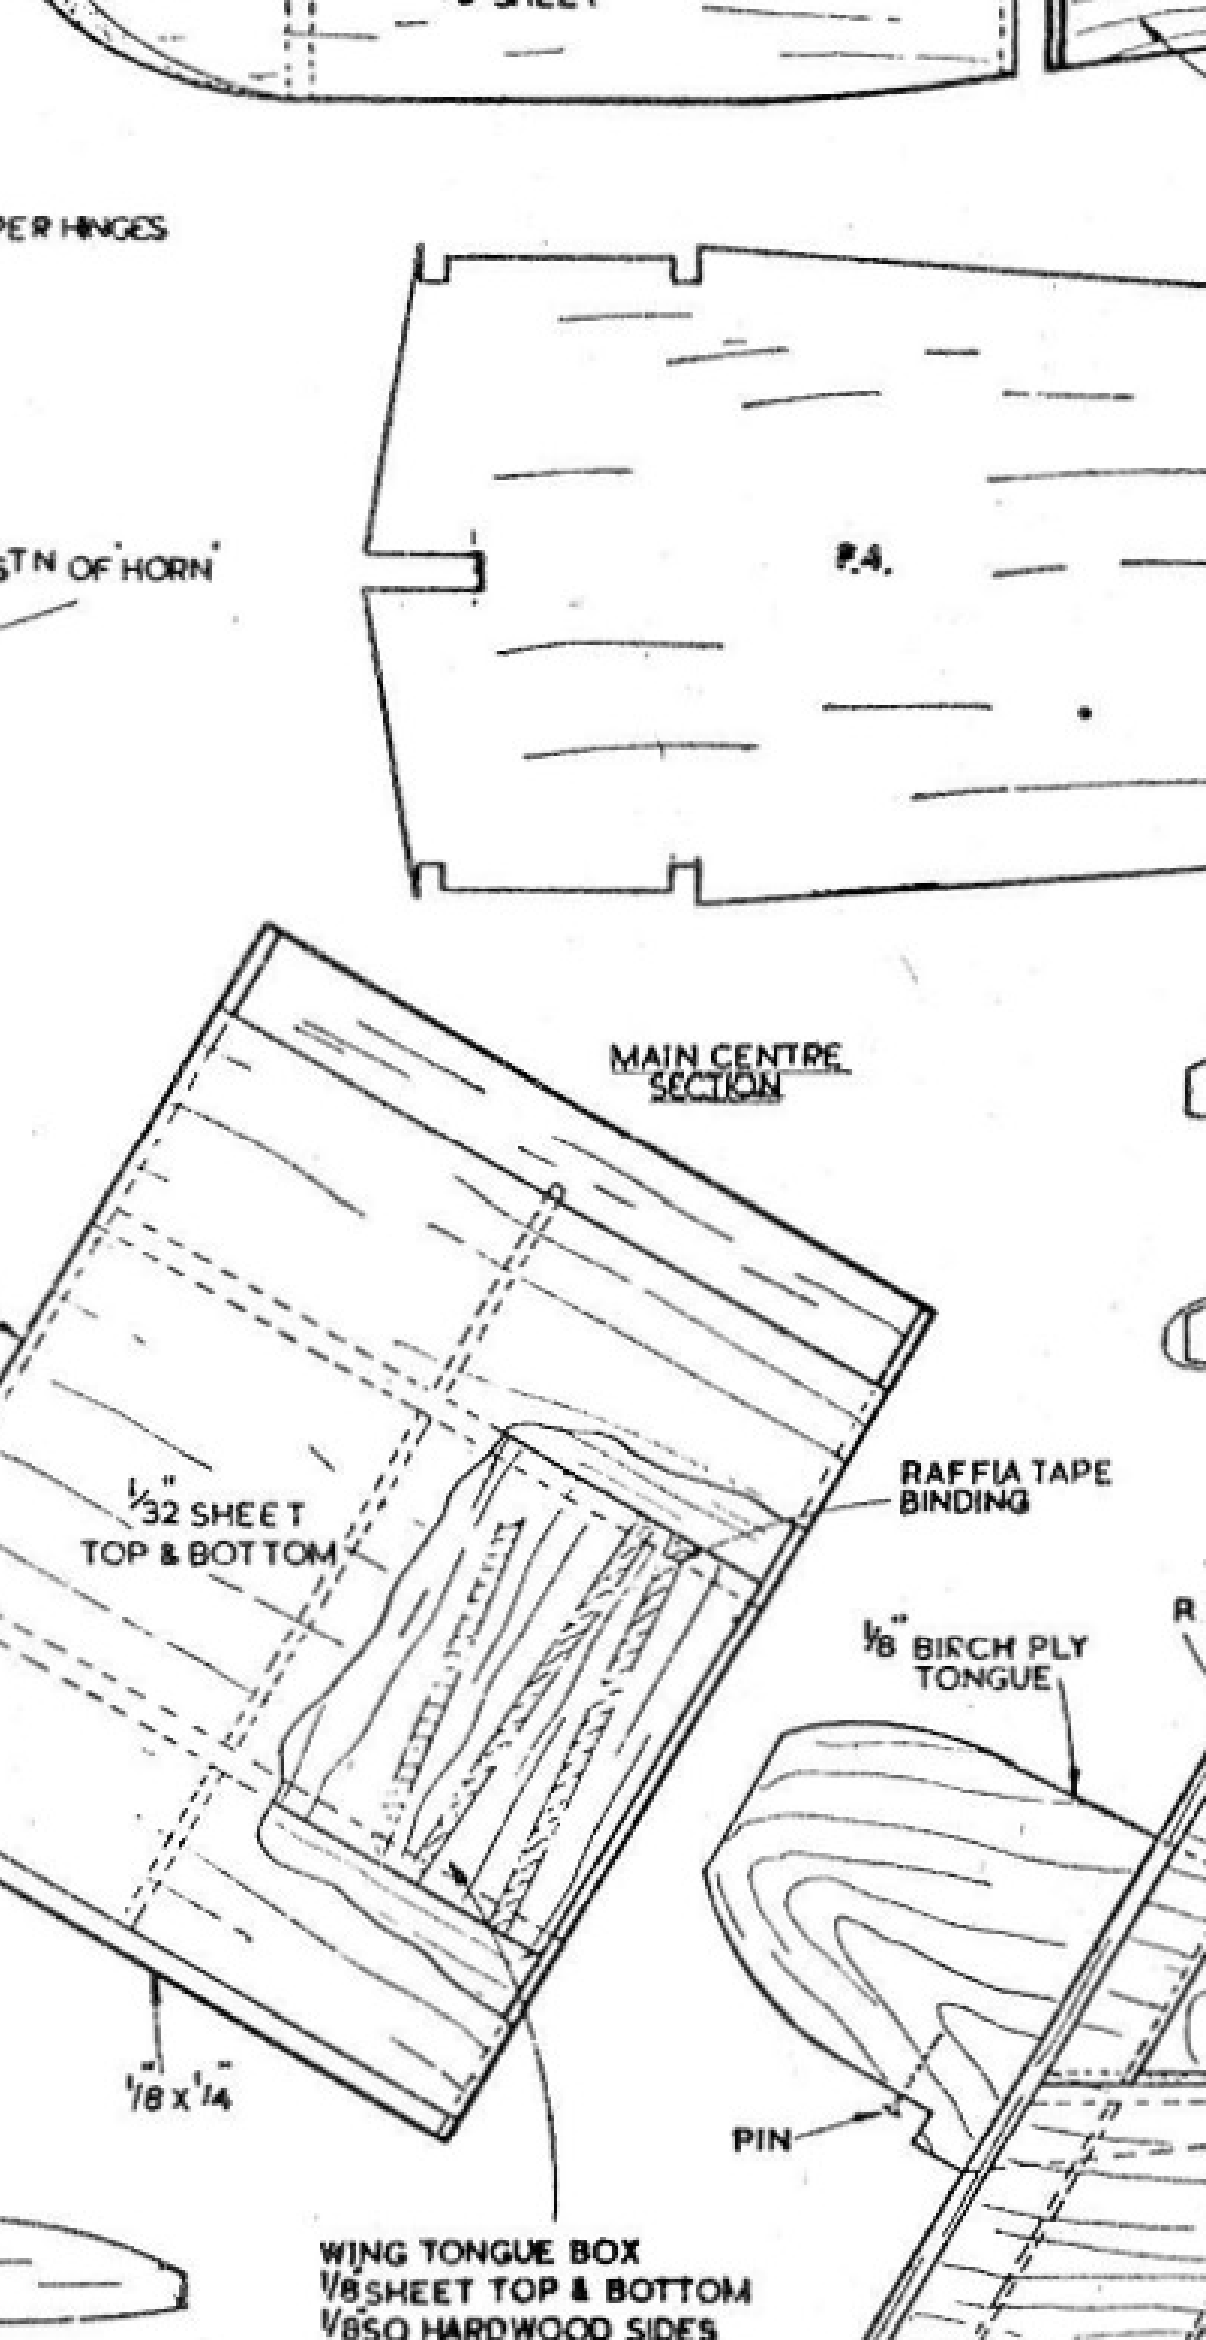 SHEET
PER HINGES
STN OF "HORN"
P.A.
MAIN CENTRE
SECTION
RAFFIA TAPE
BINDING
1/32" SHEET
TOP & BOTTOM
R
1/8" BIRCH PLY
TONGUE
1/8" x 1/4"
PIN
WING TONGUE BOX
1/8" SHEET TOP & BOTTOM
1/8" SQ HARDWOOD SIDES